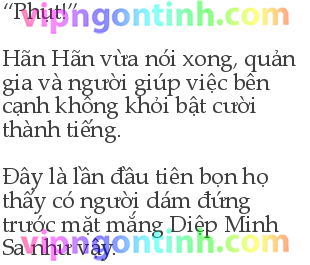 “Phụt!”
vipngontinh.com
Hãn Hãn vừa nói xong, quản
gia và người giúp việc bên
cạnh không khỏi bật cười
thành tiếng.
Đây là lần đầu tiên bọn họ
thấy có người dám đứng
trước mặt mắng Diệp Minh
Sa như vậy.
vipngontinh.com